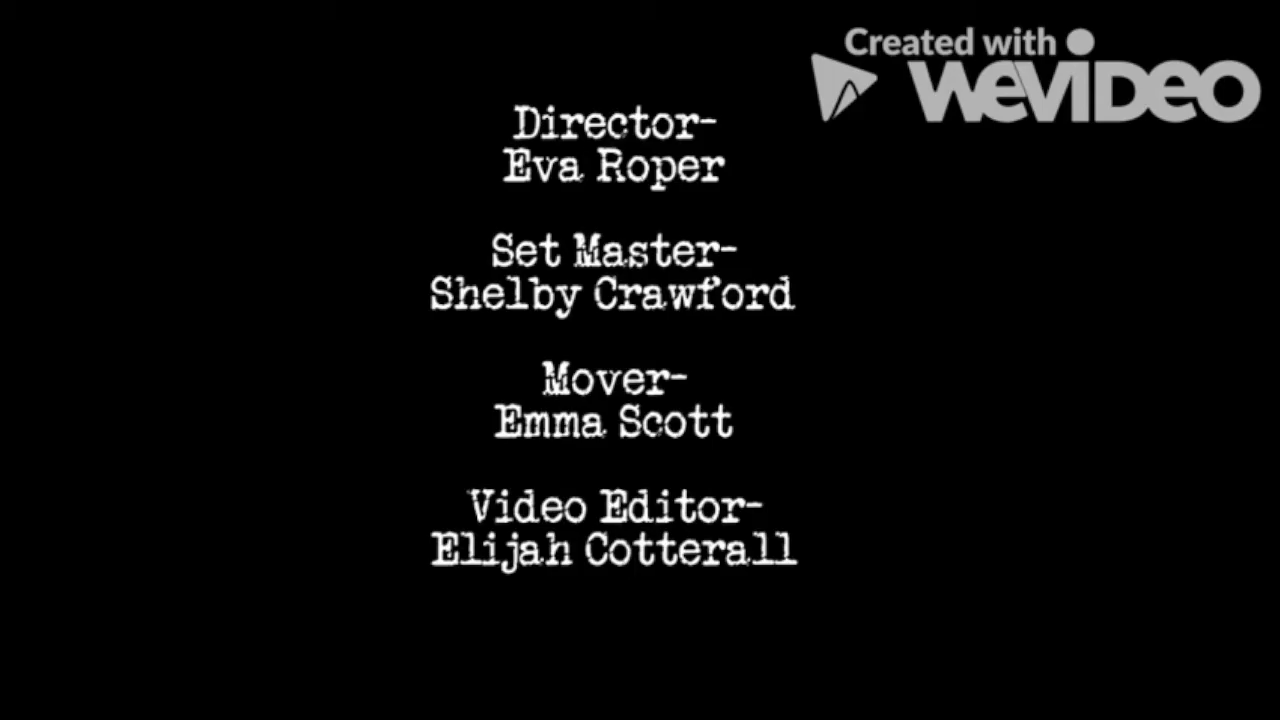 Created with
WEVIDEO
Director-
Eva Roper
Set Master-
Shelby Crawford
Mover-
Emma Scott
Video Editor-
Elijah Cotterall